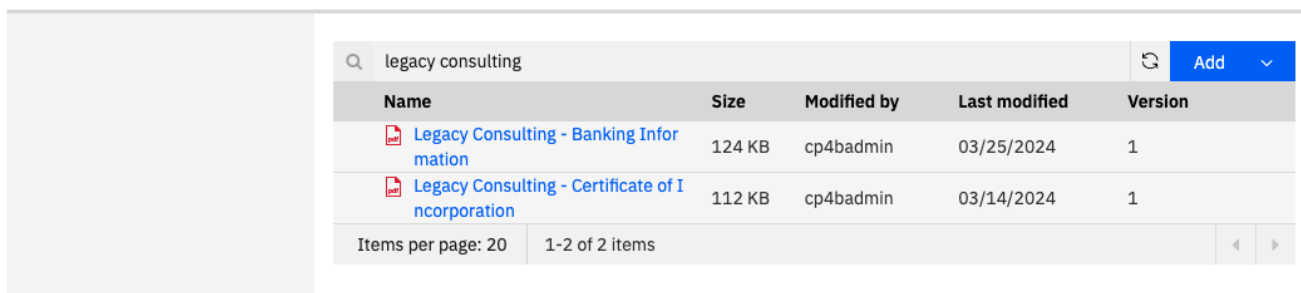 legacy consulting Add
Name Size Modified by Last modified Version
pdf Legacy Consulting - Banking Infor
mation 124 KB cp4badmin 03/25/2024 1
pdf Legacy Consulting - Certificate of I
ncorporation 112 KB cp4badmin 03/14/2024 1
Items per page: 20 1-2 of 2 items